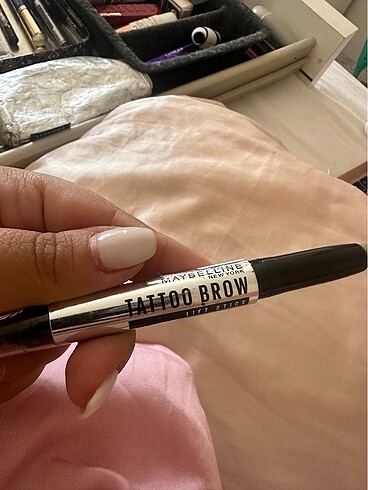 MAYBELLINE
NEW YORK
TATTOO BROW
LIFT STICK